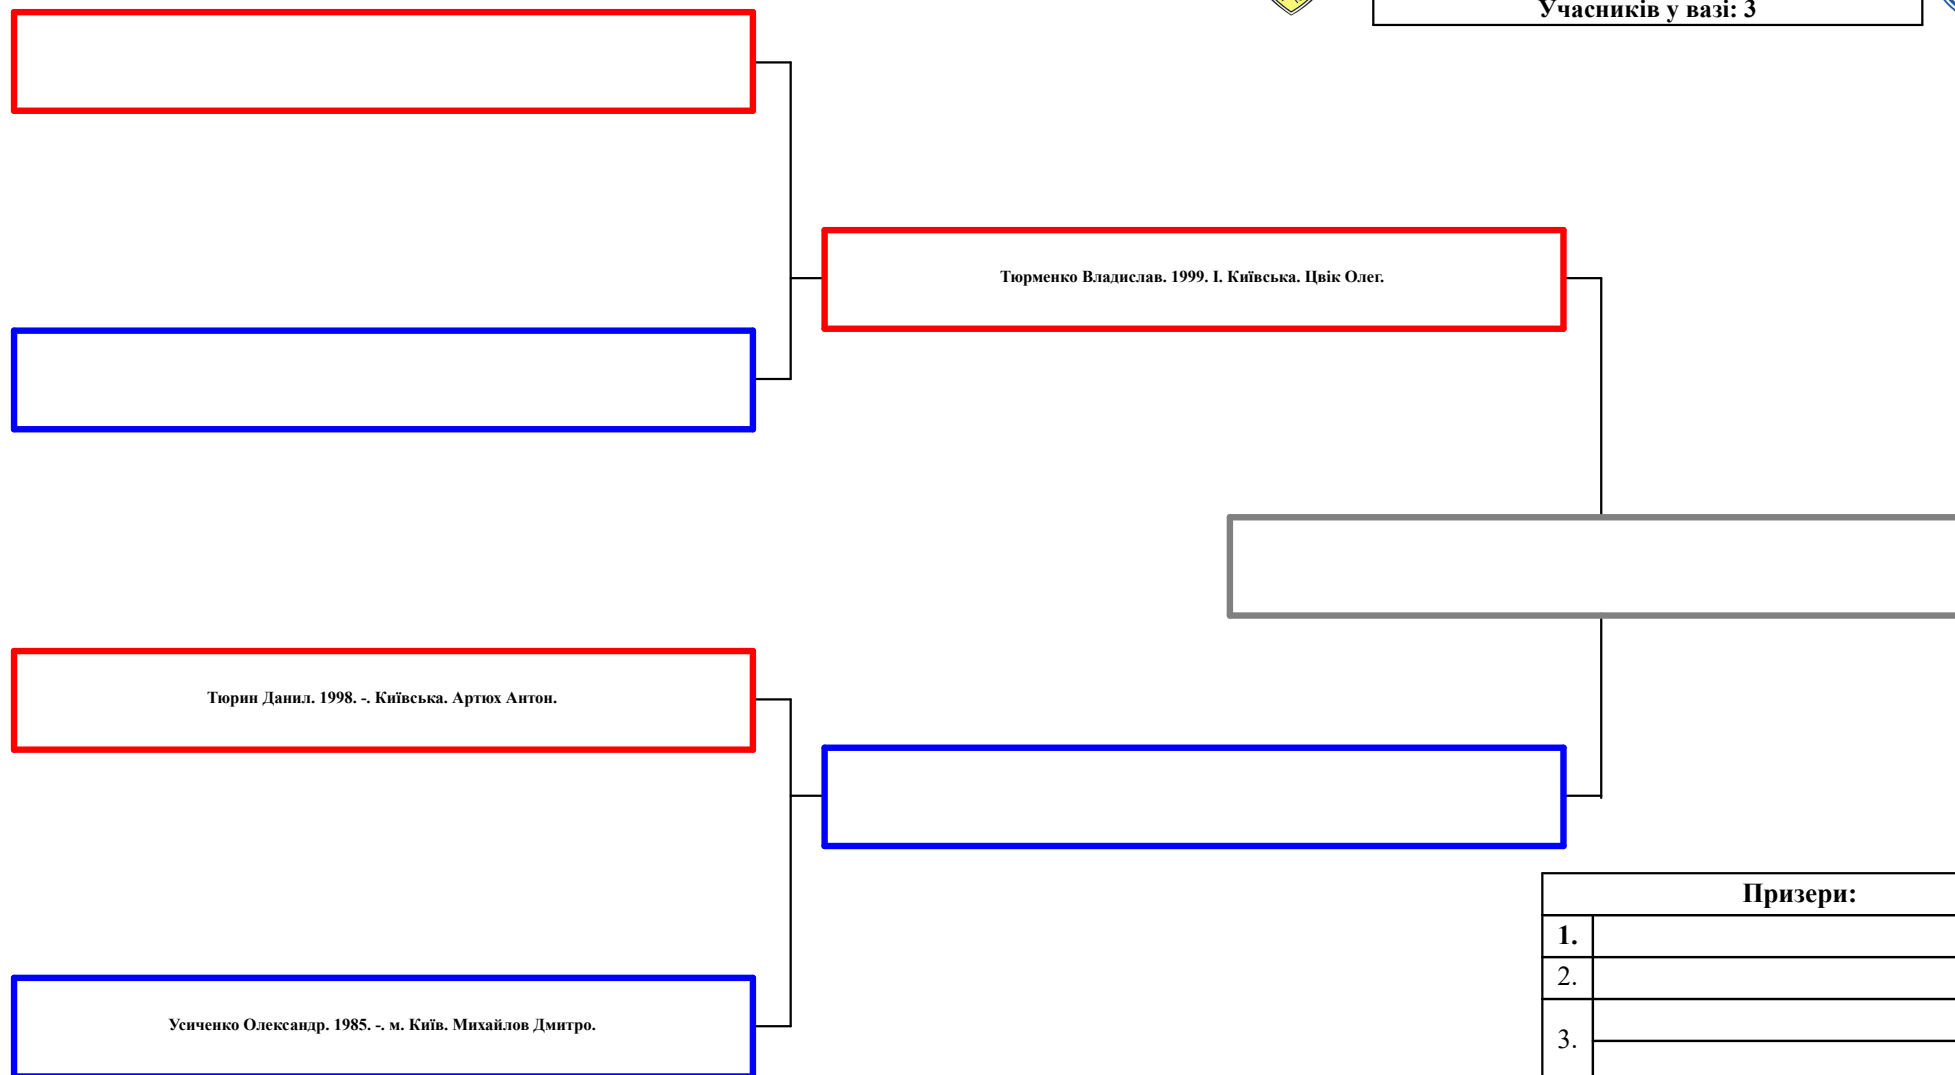 Учасників у вазі: 3
Тюрменко Владислав. 1999. І. Київська. Цвік Олег.
Тюрин Данил. 1998. -. Київська. Артюх Антон.
Усиченко Олександр. 1985. -. м. Київ. Михайлов Дмитро.
Призери:
1.
2.
3.